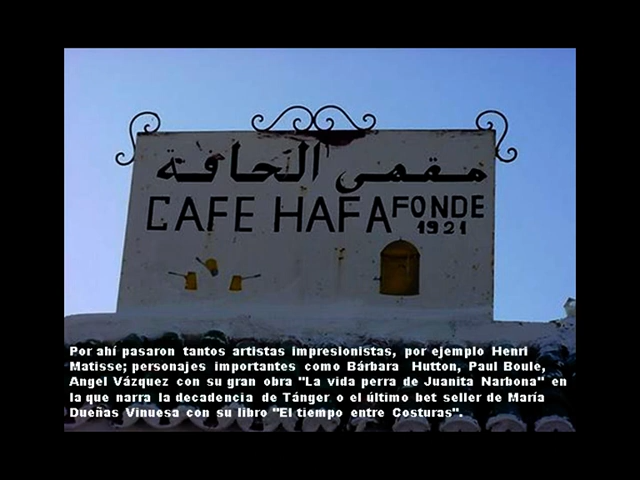 مقهى الحافة
CAFE HAFA FONDE
1921
Por ahí pasaron tantos artistas impresionistas, por ejemplo Henri
Matisse; personajes importantes como Bárbara Hutton, Paul Boule,
Angel Vázquez con su gran obra "La vida perra de Juanita Narbona" en
la que narra la decadencia de Tánger o el último bet seller de María
Dueñas Vinuesa con su libro "El tiempo entre Costuras".